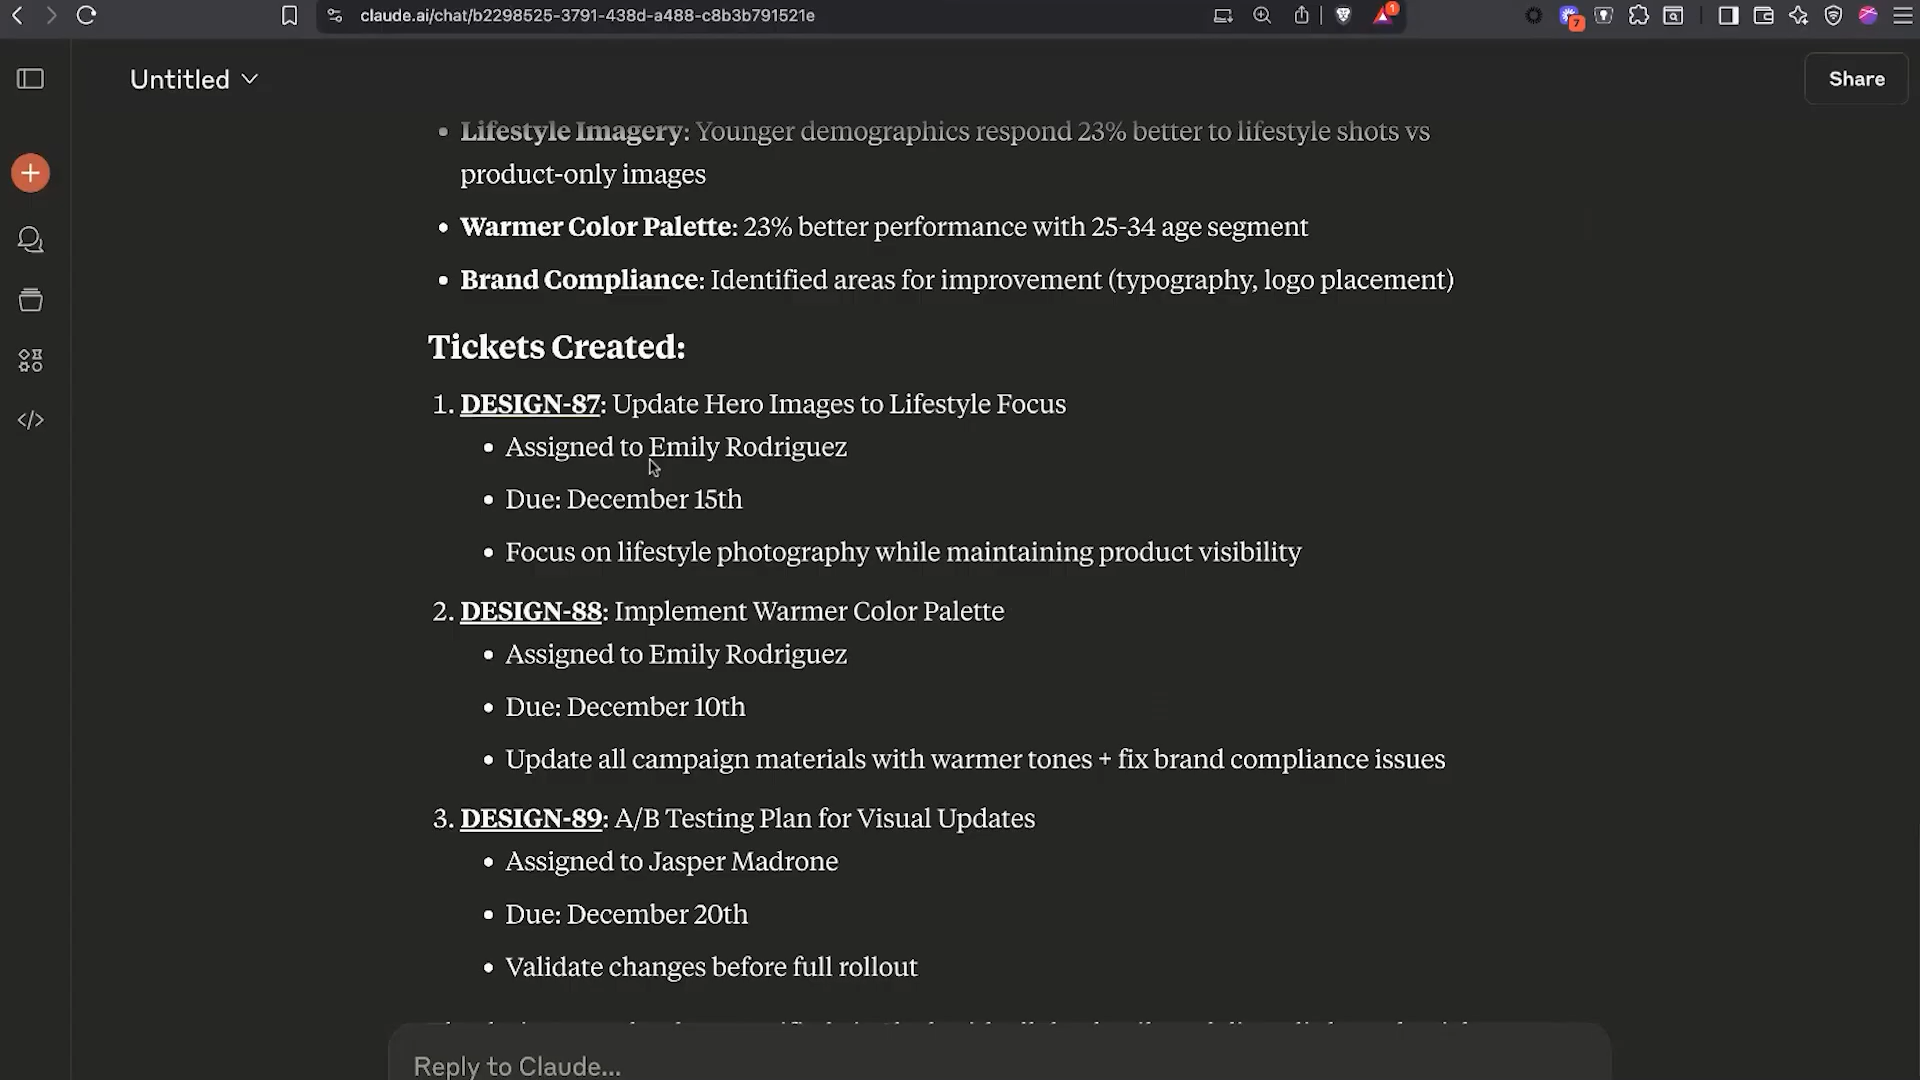 claude.ai/chat/b2298525-3791-438d-a488-c8b3b791521e
1
7
Untitled
Share
• Lifestyle Imagery: Younger demographics respond 23% better to lifestyle shots vs
product-only images
• Warmer Color Palette: 23% better performance with 25-34 age segment
• Brand Compliance: Identified areas for improvement (typography, logo placement)
Tickets Created:
1. DESIGN-87: Update Hero Images to Lifestyle Focus
• Assigned to Emily Rodriguez
• Due: December 15th
• Focus on lifestyle photography while maintaining product visibility
2. DESIGN-88: Implement Warmer Color Palette
• Assigned to Emily Rodriguez
• Due: December 10th
• Update all campaign materials with warmer tones + fix brand compliance issues
3. DESIGN-89: A/B Testing Plan for Visual Updates
• Assigned to Jasper Madrone
• Due: December 20th
• Validate changes before full rollout
Reply to Claude...